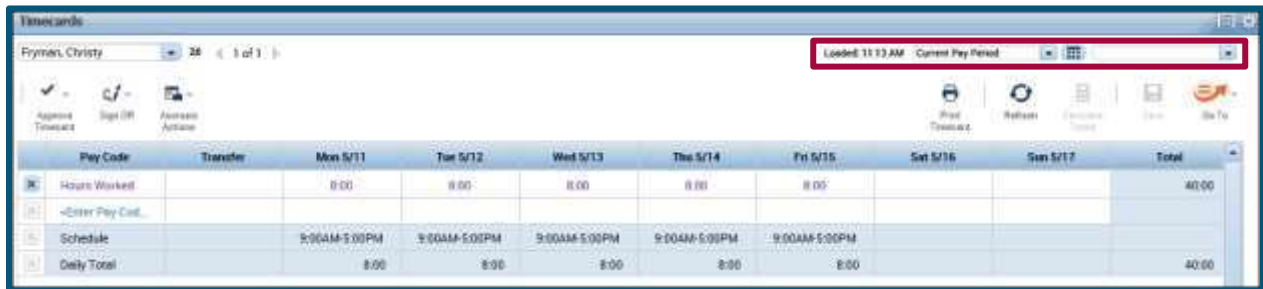 Timecards
Fryman, Christy 28 1 of 1 Loaded: 11:13 AM Current Pay Period
Approve Timecard Sign Off Accruals Actions Print Timecard Refresh Calculate Totals Save Go To
Pay Code Transfer Mon 5/11 Tue 5/12 Wed 5/13 Thu 5/14 Fri 5/15 Sat 5/16 Sun 5/17 Total
Hours Worked 8:00 8:00 8:00 8:00 8:00 40:00
<Enter Pay Cod...
Schedule 9:00AM-5:00PM 9:00AM-5:00PM 9:00AM-5:00PM 9:00AM-5:00PM 9:00AM-5:00PM
Daily Total 8:00 8:00 8:00 8:00 8:00 40:00